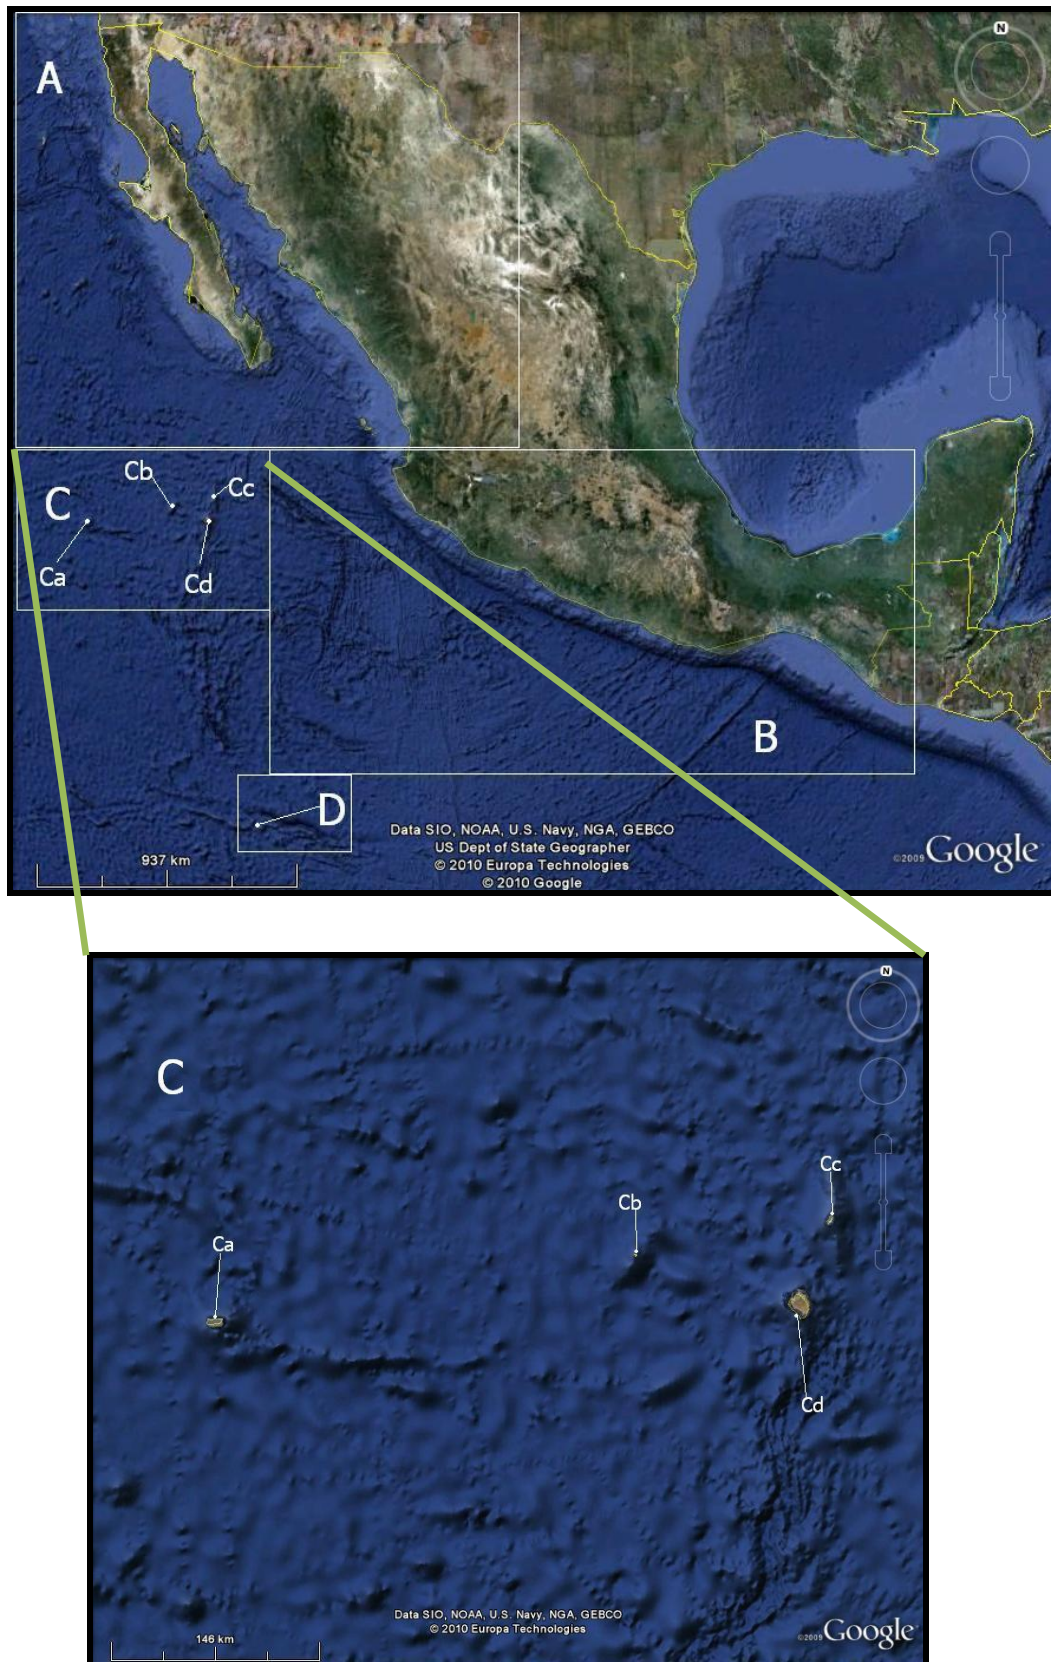 N
A
Cb
Cc
C
Ca
Cd
B
D
Data SIO, NOAA, U.S. Navy, NGA, GEBCO
US Dept of State Geographer
© 2010 Europa Technologies
© 2010 Google
937 km
©2009 Google
N
C
Cc
Cb
Ca
Cd
Data SIO, NOAA, U.S. Navy, NGA, GEBCO
© 2010 Europa Technologies
146 km
©2009 Google